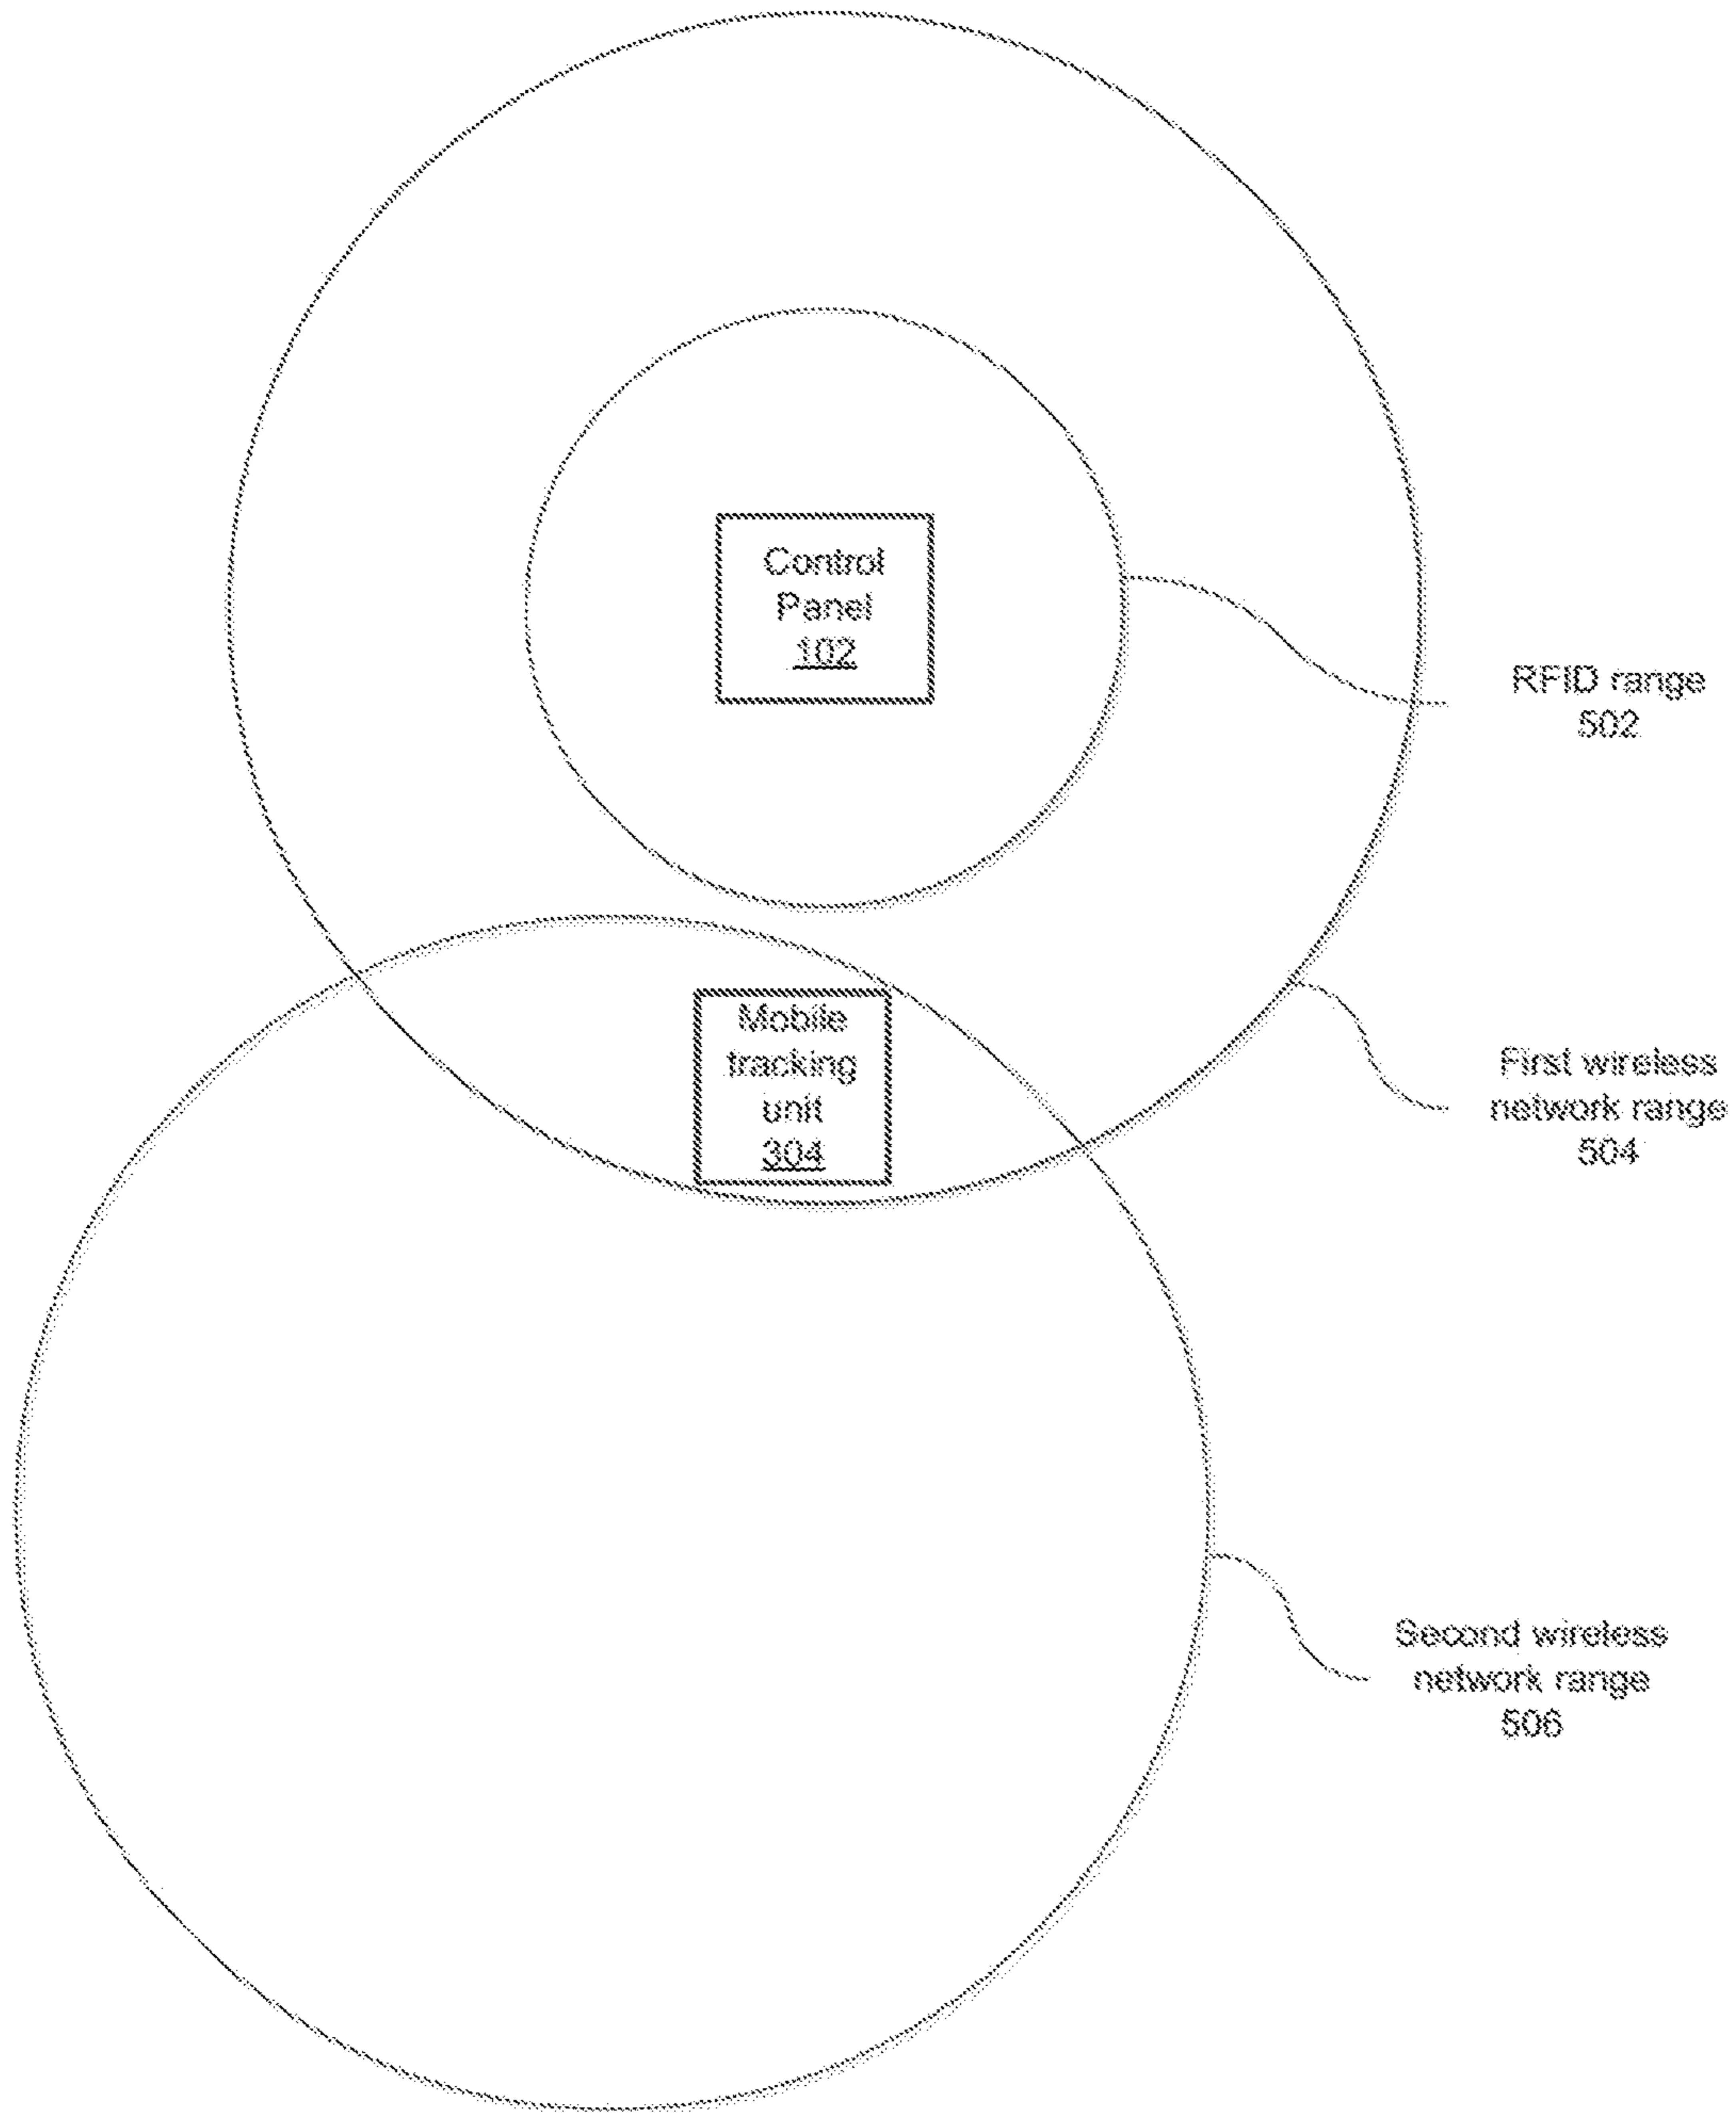 Control
Panel
102
RFID range
502
Mobile
tracking
unit
304
First wireless
network range
504
Second wireless
network range
506